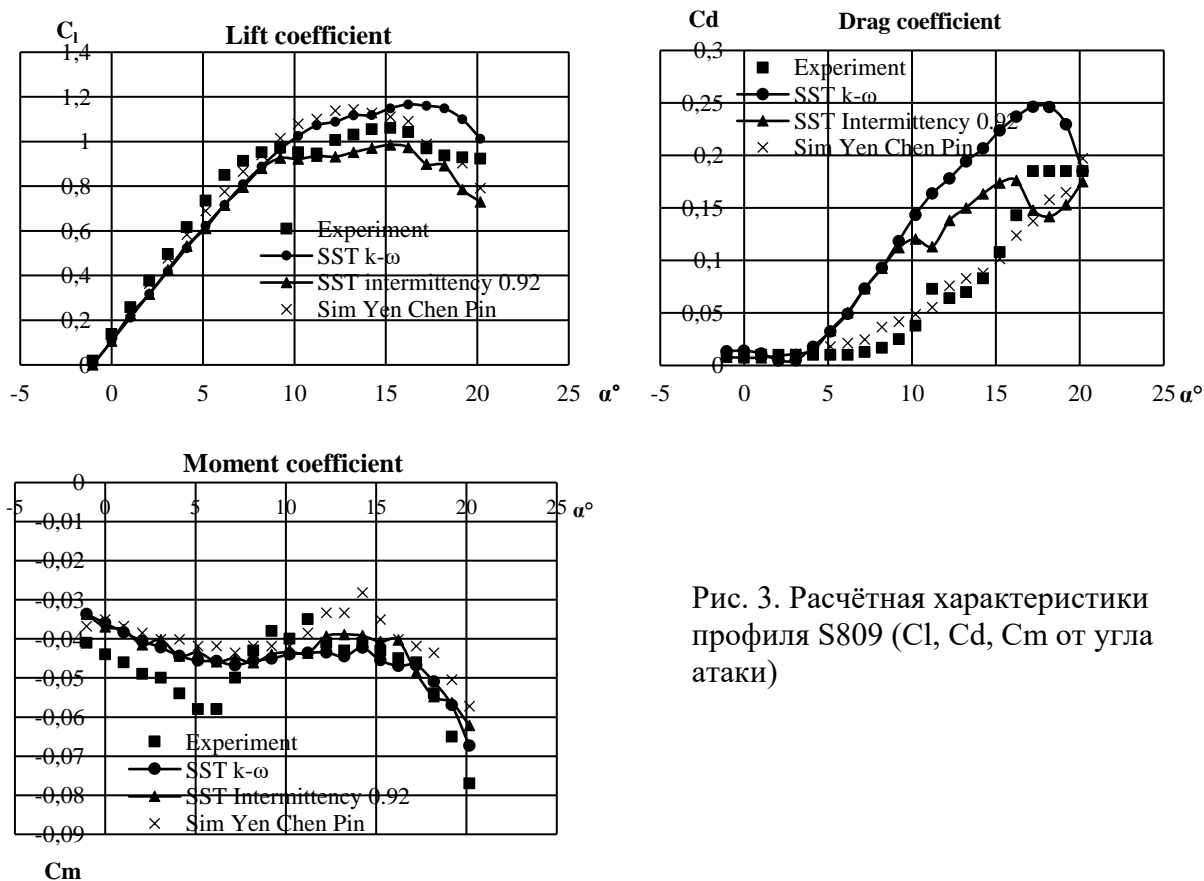 Lift coefficient
Cl
1,4
1,2
1
0,8
0,6
0,4
0,2
0
-5
0
5
10
15
20
25
α°
Experiment
SST k-ω
SST intermittency 0.92
Sim Yen Chen Pin
Drag coefficient
Cd
0,3
0,25
0,2
0,15
0,1
0,05
0
-5
0
5
10
15
20
25
α°
Experiment
SST k-ω
SST Intermittency 0.92
Sim Yen Chen Pin
Moment coefficient
0
-0,01
-0,02
-0,03
-0,04
-0,05
-0,06
-0,07
-0,08
-0,09
-5
0
5
10
15
20
25
α°
Experiment
SST k-ω
SST Intermittency 0.92
Sim Yen Chen Pin
Cm
Рис. 3. Расчётная характеристики
профиля S809 (Cl, Cd, Cm от угла
атаки)